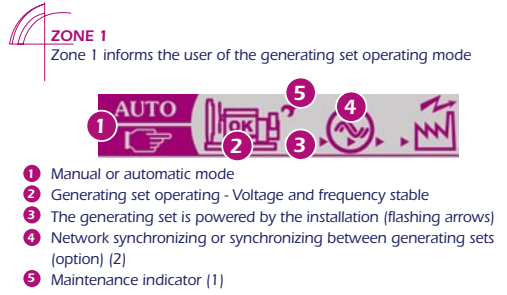 ZONE 1
Zone 1 informs the user of the generating set operating mode
5
AUTO
4
1
OK
2
3
1 Manual or automatic mode
2 Generating set operating - Voltage and frequency stable
3 The generating set is powered by the installation (flashing arrows)
4 Network synchronizing or synchronizing between generating sets
(option) (2)
5 Maintenance indicator (1)